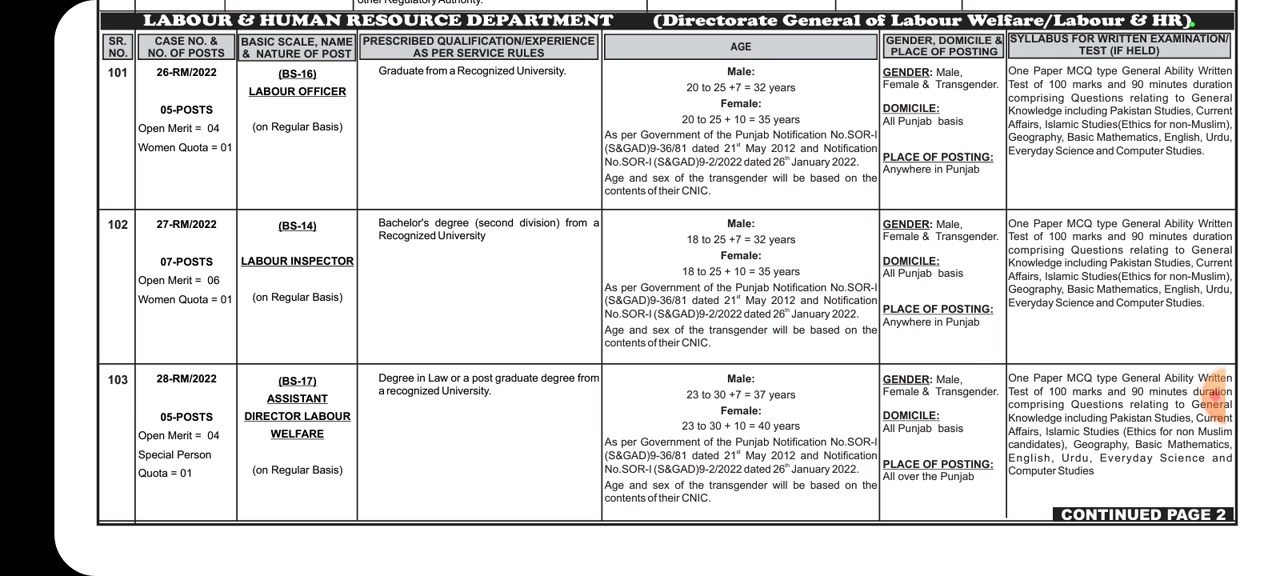 other Regulatory Authority.
LABOUR & HUMAN RESOURCE DEPARTMENT (Directorate General of Labour Welfare/Labour & HR).
SR. NO.
CASE NO. & NO. OF POSTS
BASIC SCALE, NAME & NATURE OF POST
PRESCRIBED QUALIFICATION/EXPERIENCE AS PER SERVICE RULES
AGE
GENDER, DOMICILE & PLACE OF POSTING
SYLLABUS FOR WRITTEN EXAMINATION/ TEST (IF HELD)
101
26-RM/2022
05-POSTS
Open Merit = 04
Women Quota = 01
(BS-16)
LABOUR OFFICER
(on Regular Basis)
Graduate from a Recognized University.
Male:
20 to 25 +7 = 32 years
Female:
20 to 25 + 10 = 35 years
As per Government of the Punjab Notification No.SOR-I
(S&GAD)9-36/81 dated 21st May 2012 and Notification
No.SOR-I (S&GAD)9-2/2022 dated 26th January 2022.
Age and sex of the transgender will be based on the
contents of their CNIC.
GENDER: Male,
Female & Transgender.
DOMICILE:
All Punjab basis
PLACE OF POSTING:
Anywhere in Punjab
One Paper MCQ type General Ability Written
Test of 100 marks and 90 minutes duration
comprising Questions relating to General
Knowledge including Pakistan Studies, Current
Affairs, Islamic Studies(Ethics for non-Muslim),
Geography, Basic Mathematics, English, Urdu,
Everyday Science and Computer Studies.
102
27-RM/2022
07-POSTS
Open Merit = 06
Women Quota = 01
(BS-14)
LABOUR INSPECTOR
(on Regular Basis)
Bachelor's degree (second division) from a
Recognized University
Male:
18 to 25 +7 = 32 years
Female:
18 to 25 + 10 = 35 years
As per Government of the Punjab Notification No.SOR-I
(S&GAD)9-36/81 dated 21st May 2012 and Notification
No.SOR-I (S&GAD)9-2/2022 dated 26th January 2022.
Age and sex of the transgender will be based on the
contents of their CNIC.
GENDER: Male,
Female & Transgender.
DOMICILE:
All Punjab basis
PLACE OF POSTING:
Anywhere in Punjab
One Paper MCQ type General Ability Written
Test of 100 marks and 90 minutes duration
comprising Questions relating to General
Knowledge including Pakistan Studies, Current
Affairs, Islamic Studies(Ethics for non-Muslim),
Geography, Basic Mathematics, English, Urdu,
Everyday Science and Computer Studies.
103
28-RM/2022
05-POSTS
Open Merit = 04
Special Person
Quota = 01
(BS-17)
ASSISTANT
DIRECTOR LABOUR
WELFARE
(on Regular Basis)
Degree in Law or a post graduate degree from
a recognized University.
Male:
23 to 30 +7 = 37 years
Female:
23 to 30 + 10 = 40 years
As per Government of the Punjab Notification No.SOR-I
(S&GAD)9-36/81 dated 21st May 2012 and Notification
No.SOR-I (S&GAD)9-2/2022 dated 26th January 2022.
Age and sex of the transgender will be based on the
contents of their CNIC.
GENDER: Male,
Female & Transgender.
DOMICILE:
All Punjab basis
PLACE OF POSTING:
All over the Punjab
One Paper MCQ type General Ability Written
Test of 100 marks and 90 minutes duration
comprising Questions relating to General
Knowledge including Pakistan Studies, Current
Affairs, Islamic Studies (Ethics for non Muslim
candidates), Geography, Basic Mathematics,
English, Urdu, Everyday Science and
Computer Studies
CONTINUED PAGE 2